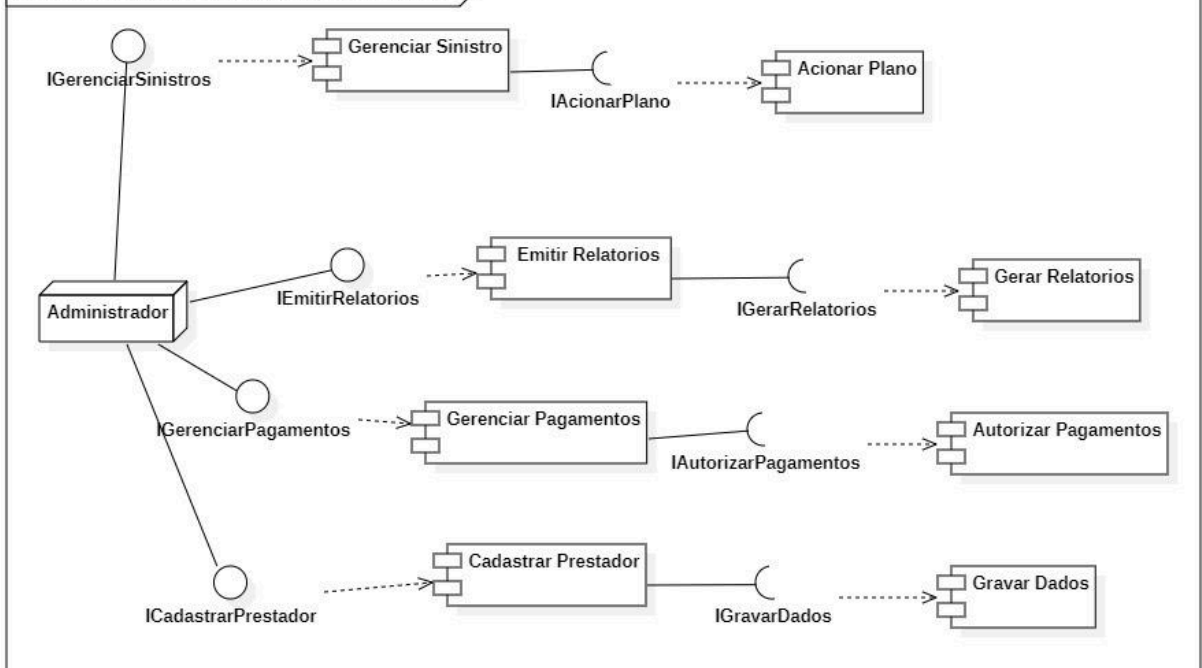 Gerenciar Sinistro
IGerenciarSinistros
Acionar Plano
IAcionarPlano
Emitir Relatorios
IEmitirRelatorios
Gerar Relatorios
IGerarRelatorios
Administrador
Gerenciar Pagamentos
IGerenciarPagamentos
Autorizar Pagamentos
IAutorizarPagamentos
Cadastrar Prestador
ICadastrarPrestador
Gravar Dados
IGravarDados